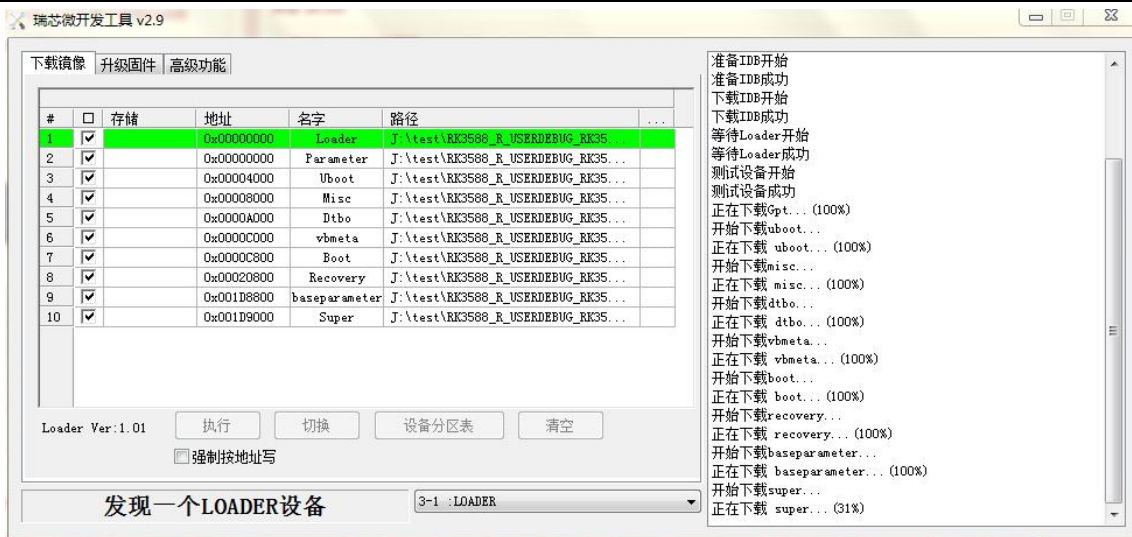 瑞芯微开发工具 v2.9
下载镜像 升级固件 高级功能
# 存储 地址 名字 路径 ...
1 0x00000000 Loader J:\test\RK3588_R_USERDEBUG_RK35...
2 0x00000000 Parameter J:\test\RK3588_R_USERDEBUG_RK35...
3 0x00004000 Uboot J:\test\RK3588_R_USERDEBUG_RK35...
4 0x00008000 Misc J:\test\RK3588_R_USERDEBUG_RK35...
5 0x0000A000 Dtbo J:\test\RK3588_R_USERDEBUG_RK35...
6 0x0000C000 vbmeta J:\test\RK3588_R_USERDEBUG_RK35...
7 0x0000C800 Boot J:\test\RK3588_R_USERDEBUG_RK35...
8 0x00020800 Recovery J:\test\RK3588_R_USERDEBUG_RK35...
9 0x001D8800 baseparameter J:\test\RK3588_R_USERDEBUG_RK35...
10 0x001D9000 Super J:\test\RK3588_R_USERDEBUG_RK35...
Loader Ver:1.01 执行 切换 设备分区表 清空
强制按地址写
发现一个LOADER设备 3-1 :LOADER
准备IDB开始
准备IDB成功
下载IDB开始
下载IDB成功
等待Loader开始
等待Loader成功
测试设备开始
测试设备成功
正在下载Gpt...(100%)
开始下载uboot...
正在下载 uboot...(100%)
开始下载misc...
正在下载 misc...(100%)
开始下载dtbo...
正在下载 dtbo...(100%)
开始下载vbmeta...
正在下载 vbmeta...(100%)
开始下载boot...
正在下载 boot...(100%)
开始下载recovery...
正在下载 recovery...(100%)
开始下载baseparameter...
正在下载 baseparameter...(100%)
开始下载super...
正在下载 super...(31%)